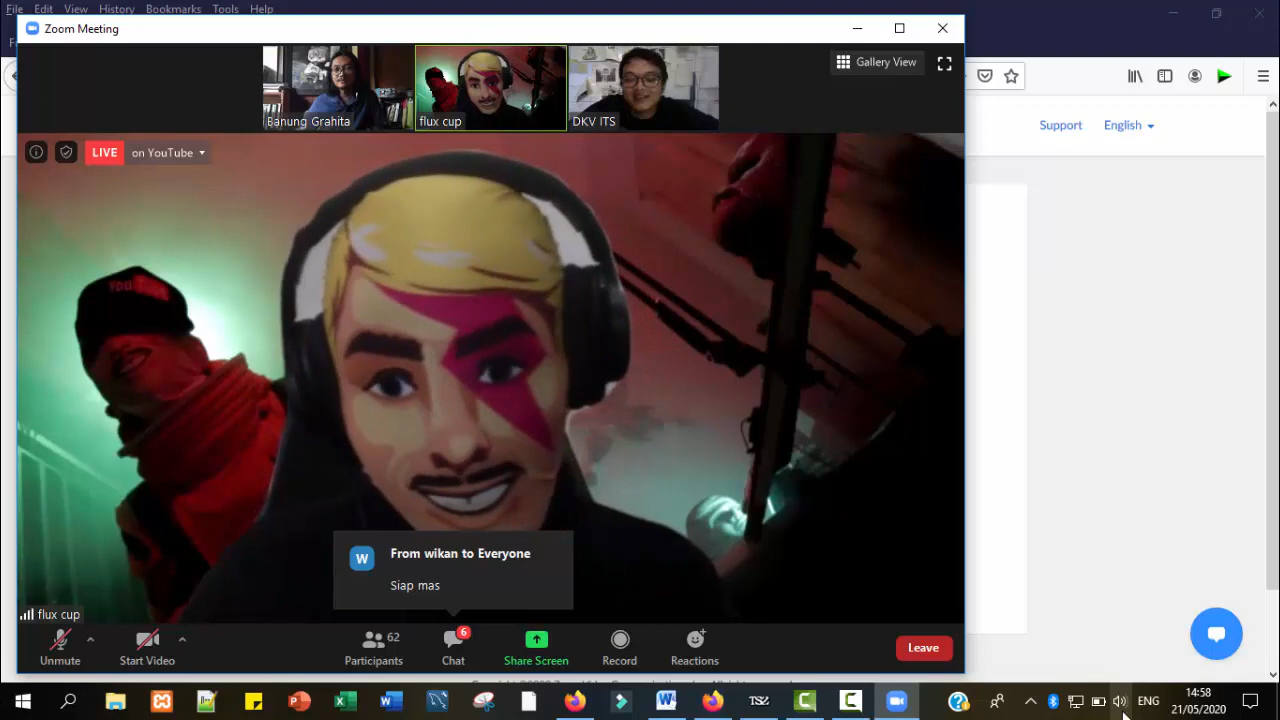 File Edit View History Bookmarks Tools Help
Zoom Meeting
Banung Grahita
flux cup
DKV ITS
Gallery View
LIVE on YouTube
Support English
YouTube
From wikan to Everyone
W
Siap mas
flux cup
62
6
Unmute
Start Video
Participants
Chat
Share Screen
Record
Reactions
Leave
TSZ
ENG
14:58
21/05/2020